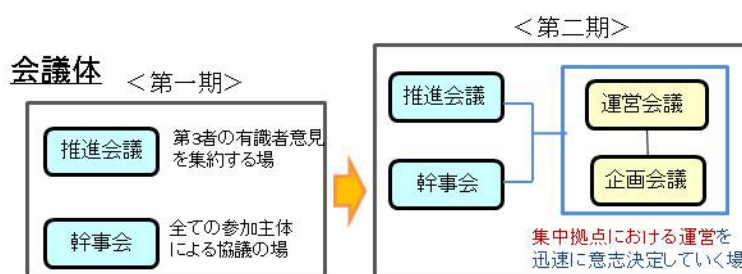 会議体
＜第一期＞
推進会議
第3者の有識者意見
を集約する場
幹事会
全ての参加主体
による協議の場
＜第二期＞
推進会議
幹事会
運営会議
企画会議
集中拠点における運営を
迅速に意志決定していく場